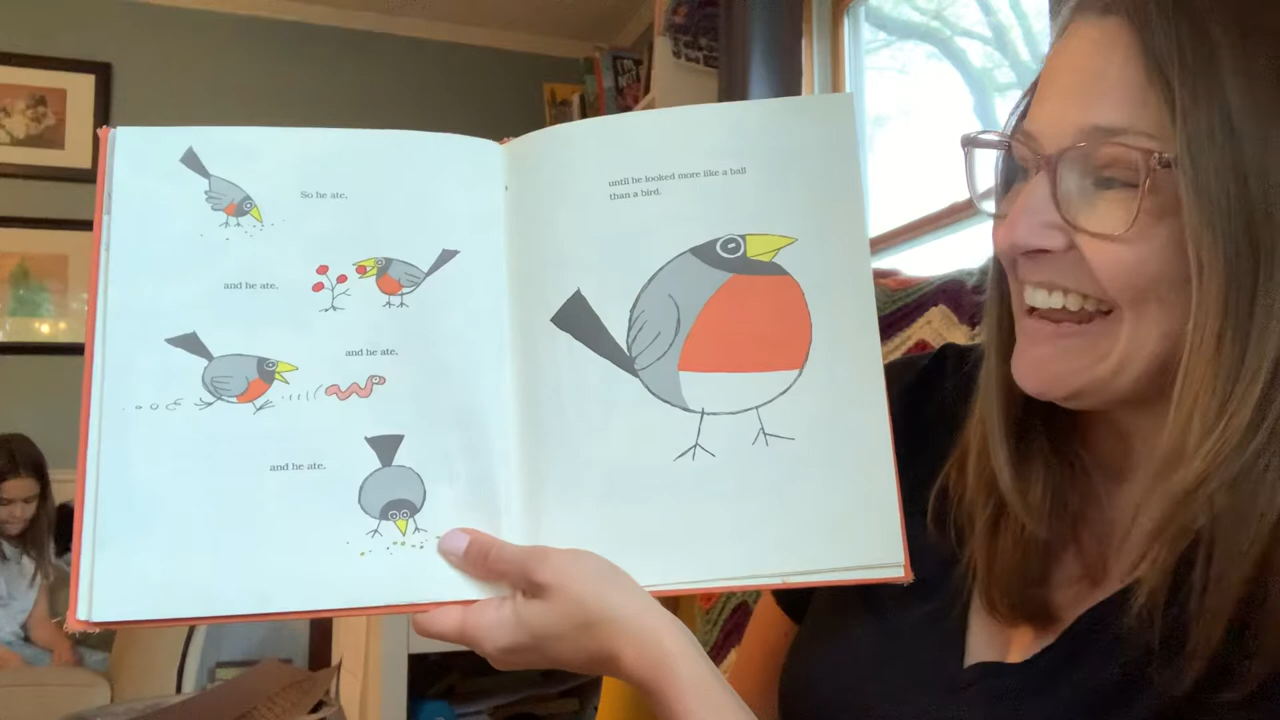 So he ate,
and he ate,
and he ate,
and he ate,
until he looked more like a ball
than a bird.
I'M
NOT